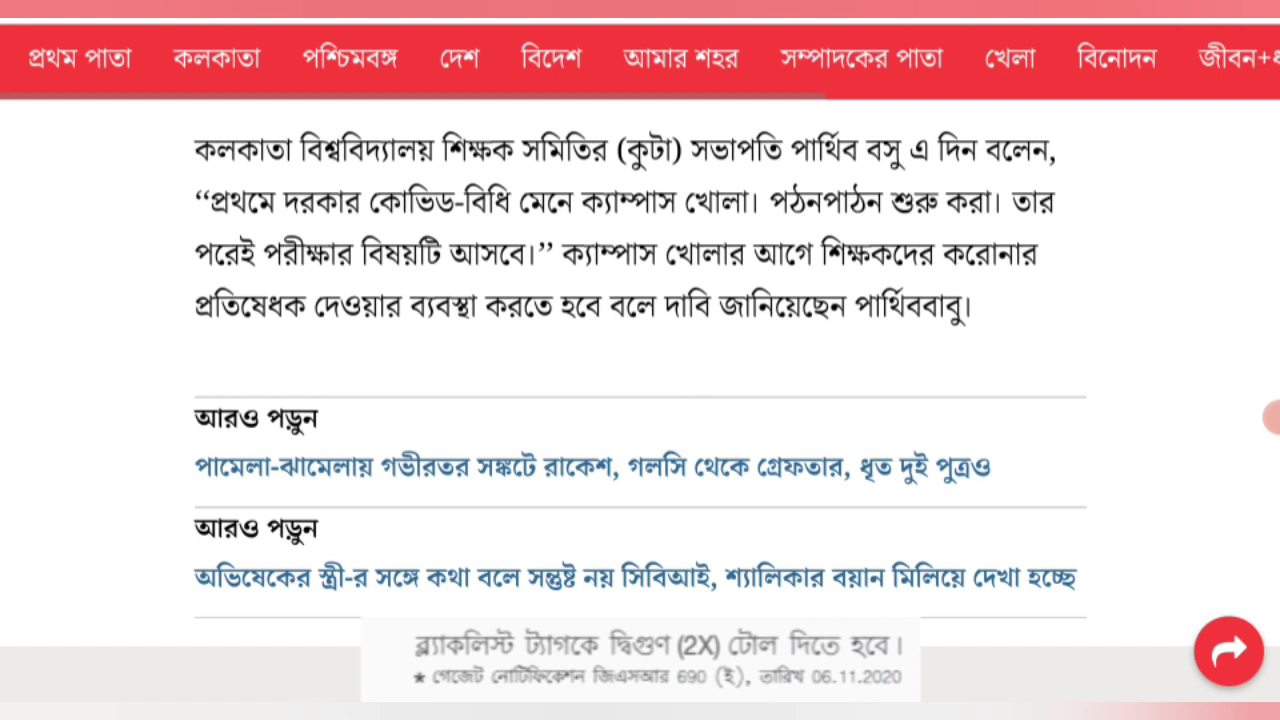 প্রথম পাতা কলকাতা পশ্চিমবঙ্গ দেশ বিদেশ আমার শহর সম্পাদকের পাতা খেলা বিনোদন জীবন+
কলকাতা বিশ্ববিদ্যালয় শিক্ষক সমিতির (কুটা) সভাপতি পার্থিব বসু এ দিন বলেন,
‘‘প্রথমে দরকার কোভিড-বিধি মেনে ক্যাম্পাস খোলা। পঠনপাঠন শুরু করা। তার
পরেই পরীক্ষার বিষয়টি আসবে।’’ ক্যাম্পাস খোলার আগে শিক্ষকদের করোনার
প্রতিষেধক দেওয়ার ব্যবস্থা করতে হবে বলে দাবি জানিয়েছেন পার্থিববাবু।
আরও পড়ুন
পামেলা-ঝামেলায় গভীরতর সঙ্কটে রাকেশ, গলসি থেকে গ্রেফতার, ধৃত দুই পুত্রও
আরও পড়ুন
অভিষেকের স্ত্রী-র সঙ্গে কথা বলে সন্তুষ্ট নয় সিবিআই, শ্যালিকার বয়ান মিলিয়ে দেখা হচ্ছে
ব্ল্যাকলিস্ট ট্যাগকে দ্বিগুণ (2X) টোল দিতে হবে।
★ গেজেট নোটিফিকেশন জিএসআর 690 (ই), তারিখ 06.11.2020